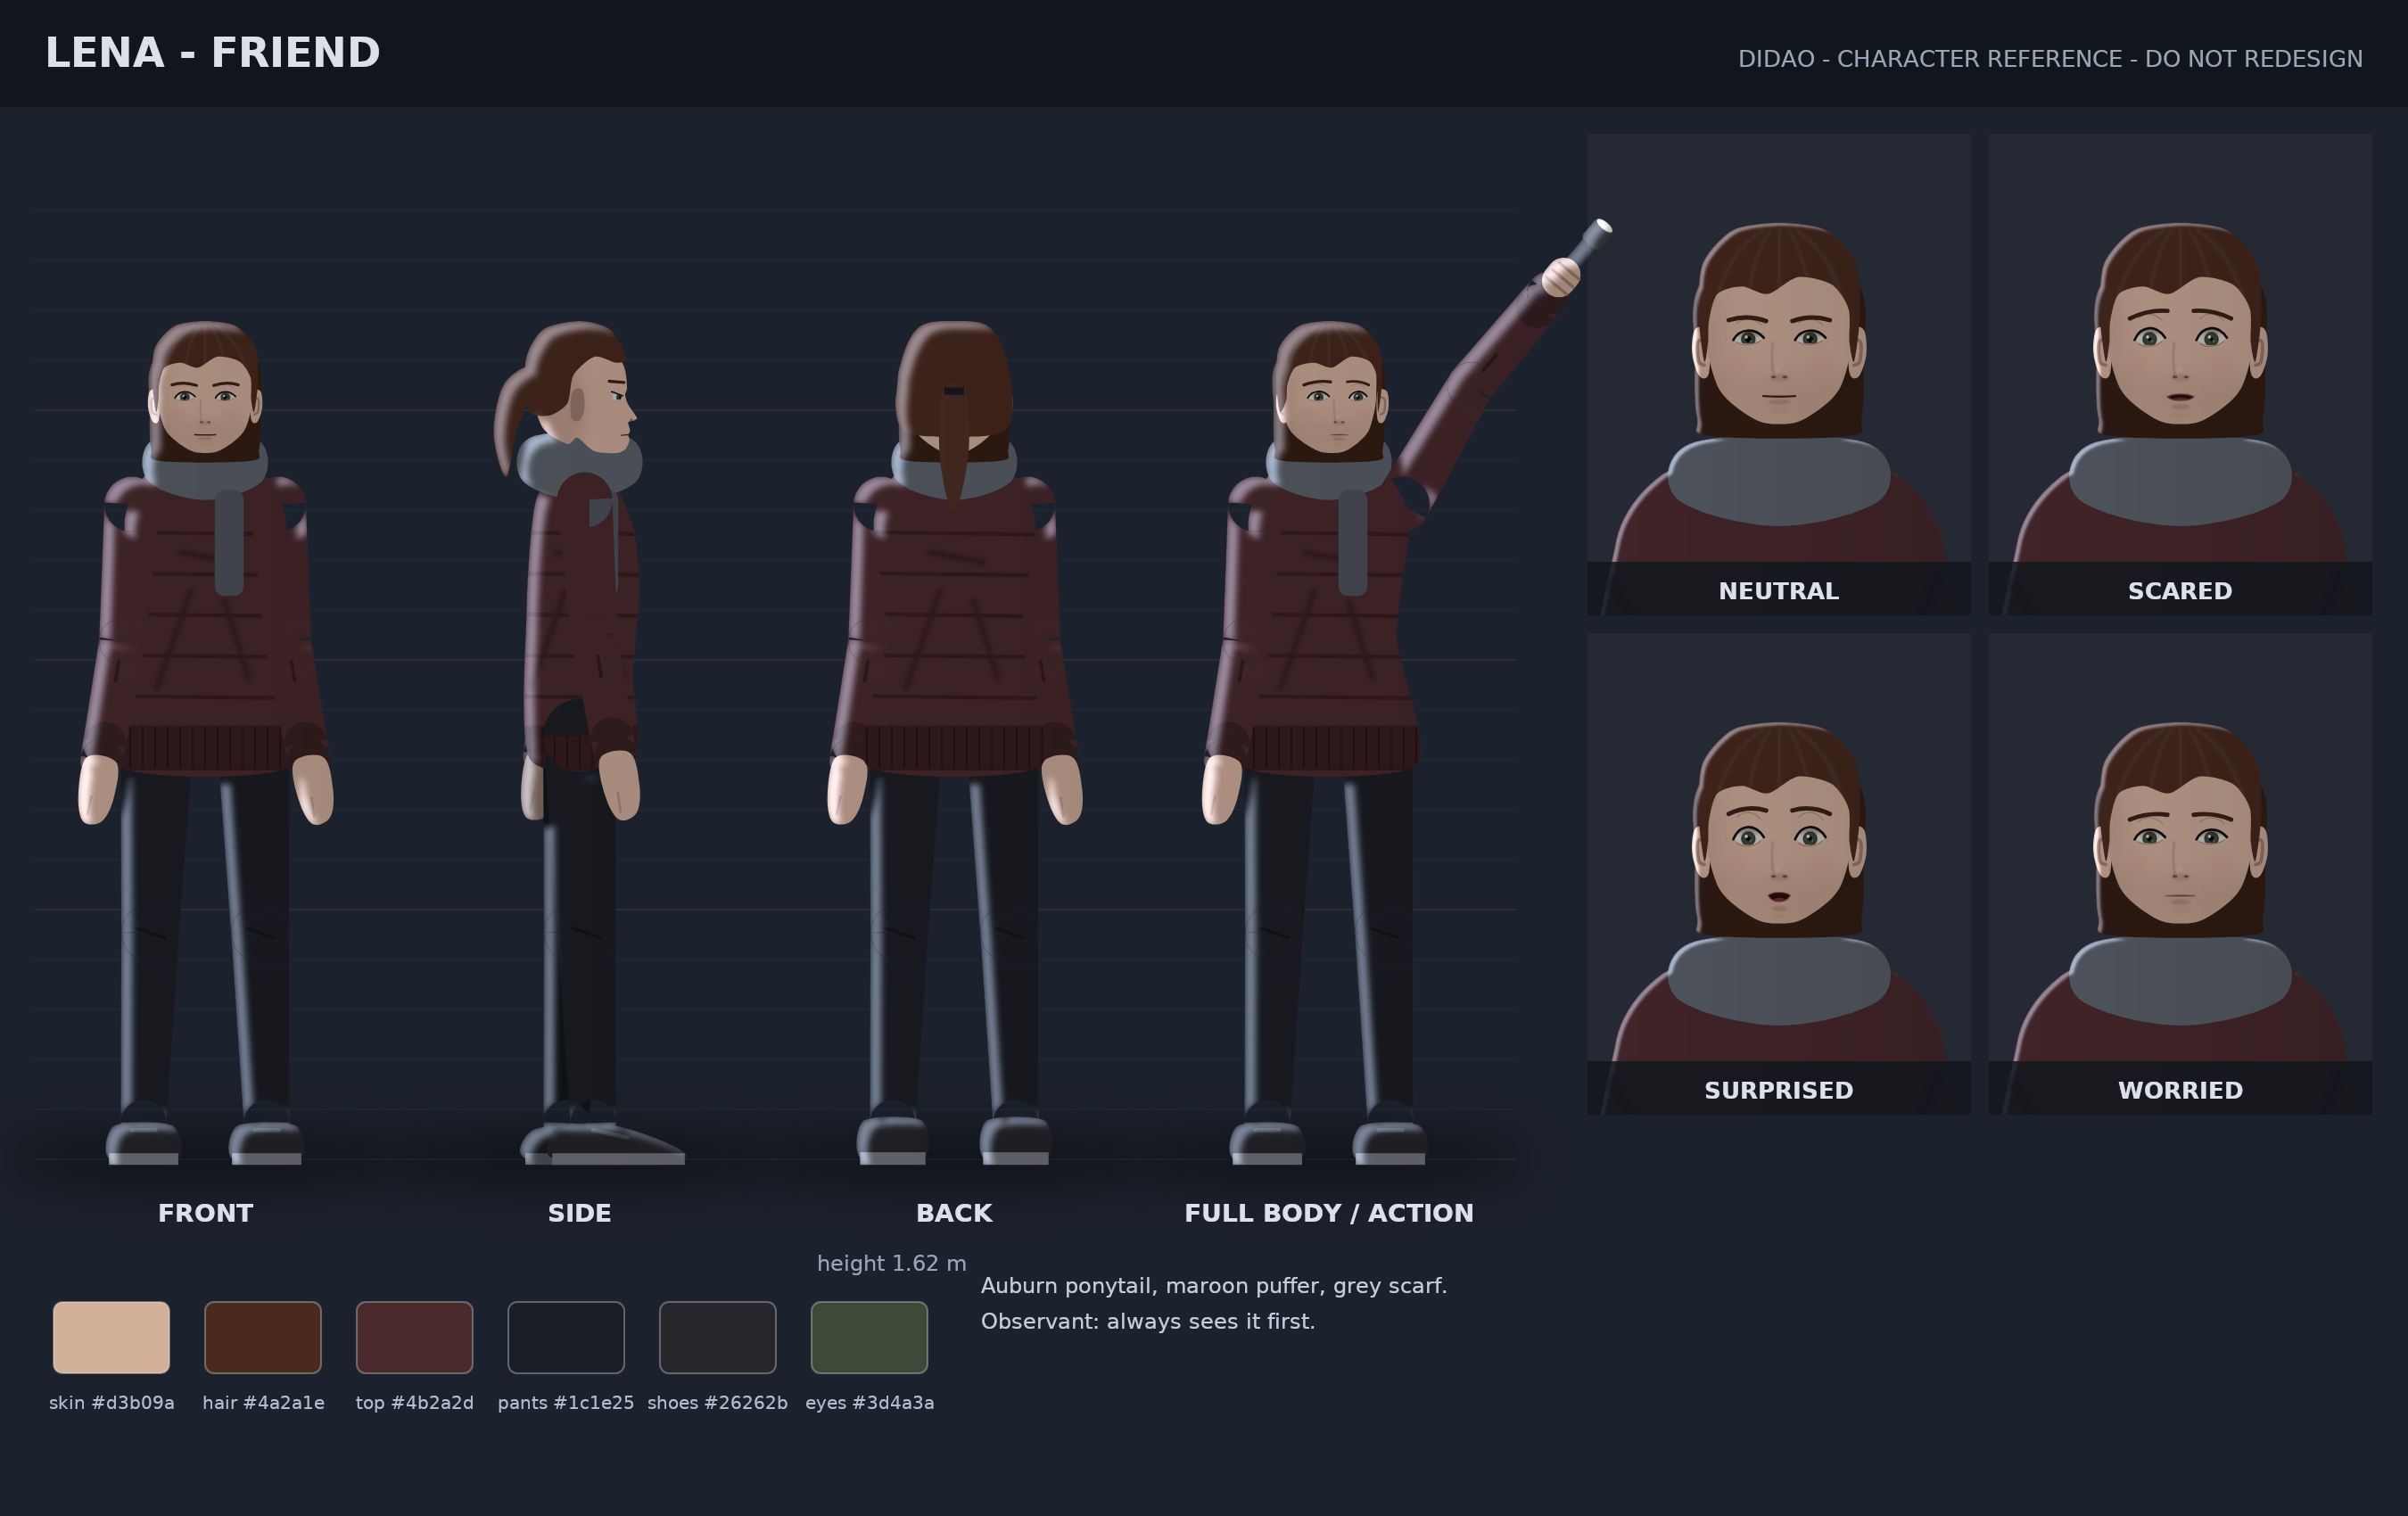 LENA - FRIEND
DIDAO - CHARACTER REFERENCE - DO NOT REDESIGN
NEUTRAL
SCARED
SURPRISED
WORRIED
FRONT
SIDE
BACK
FULL BODY / ACTION
height 1.62 m
Auburn ponytail, maroon puffer, grey scarf.
Observant: always sees it first.
skin #d3b09a
hair #4a2a1e
top #4b2a2d
pants #1c1e25
shoes #26262b
eyes #3d4a3a